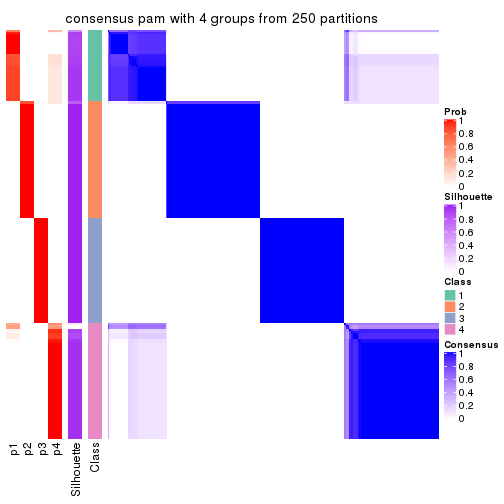 consensus pam with 4 groups from 250 partitions
Prob
1
0.8
0.6
0.4
0.2
0
Silhouette
1
0.8
0.6
0.4
0.2
0
Class
1
2
3
4
Consensus
1
0.8
0.6
0.4
0.2
0
p1
p2
p3
p4
Silhouette
Class